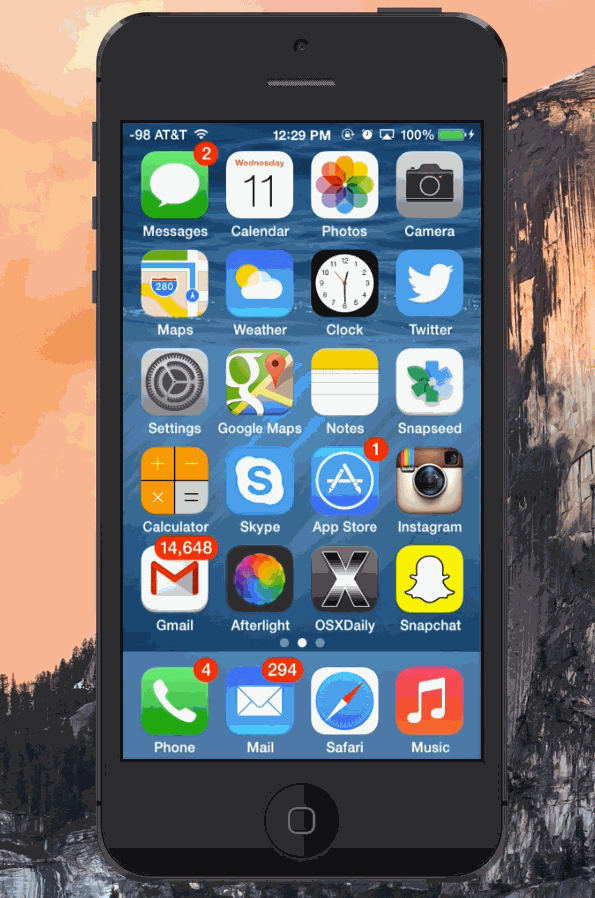 -98 AT&T 12:29 PM 100%
2
Wednesday
11
Messages Calendar Photos Camera
280
Maps Weather Clock Twitter
Settings Google Maps Notes Snapseed
1
Calculator Skype App Store Instagram
14,648
Gmail Afterlight OSXDaily Snapchat
4 294
Phone Mail Safari Music